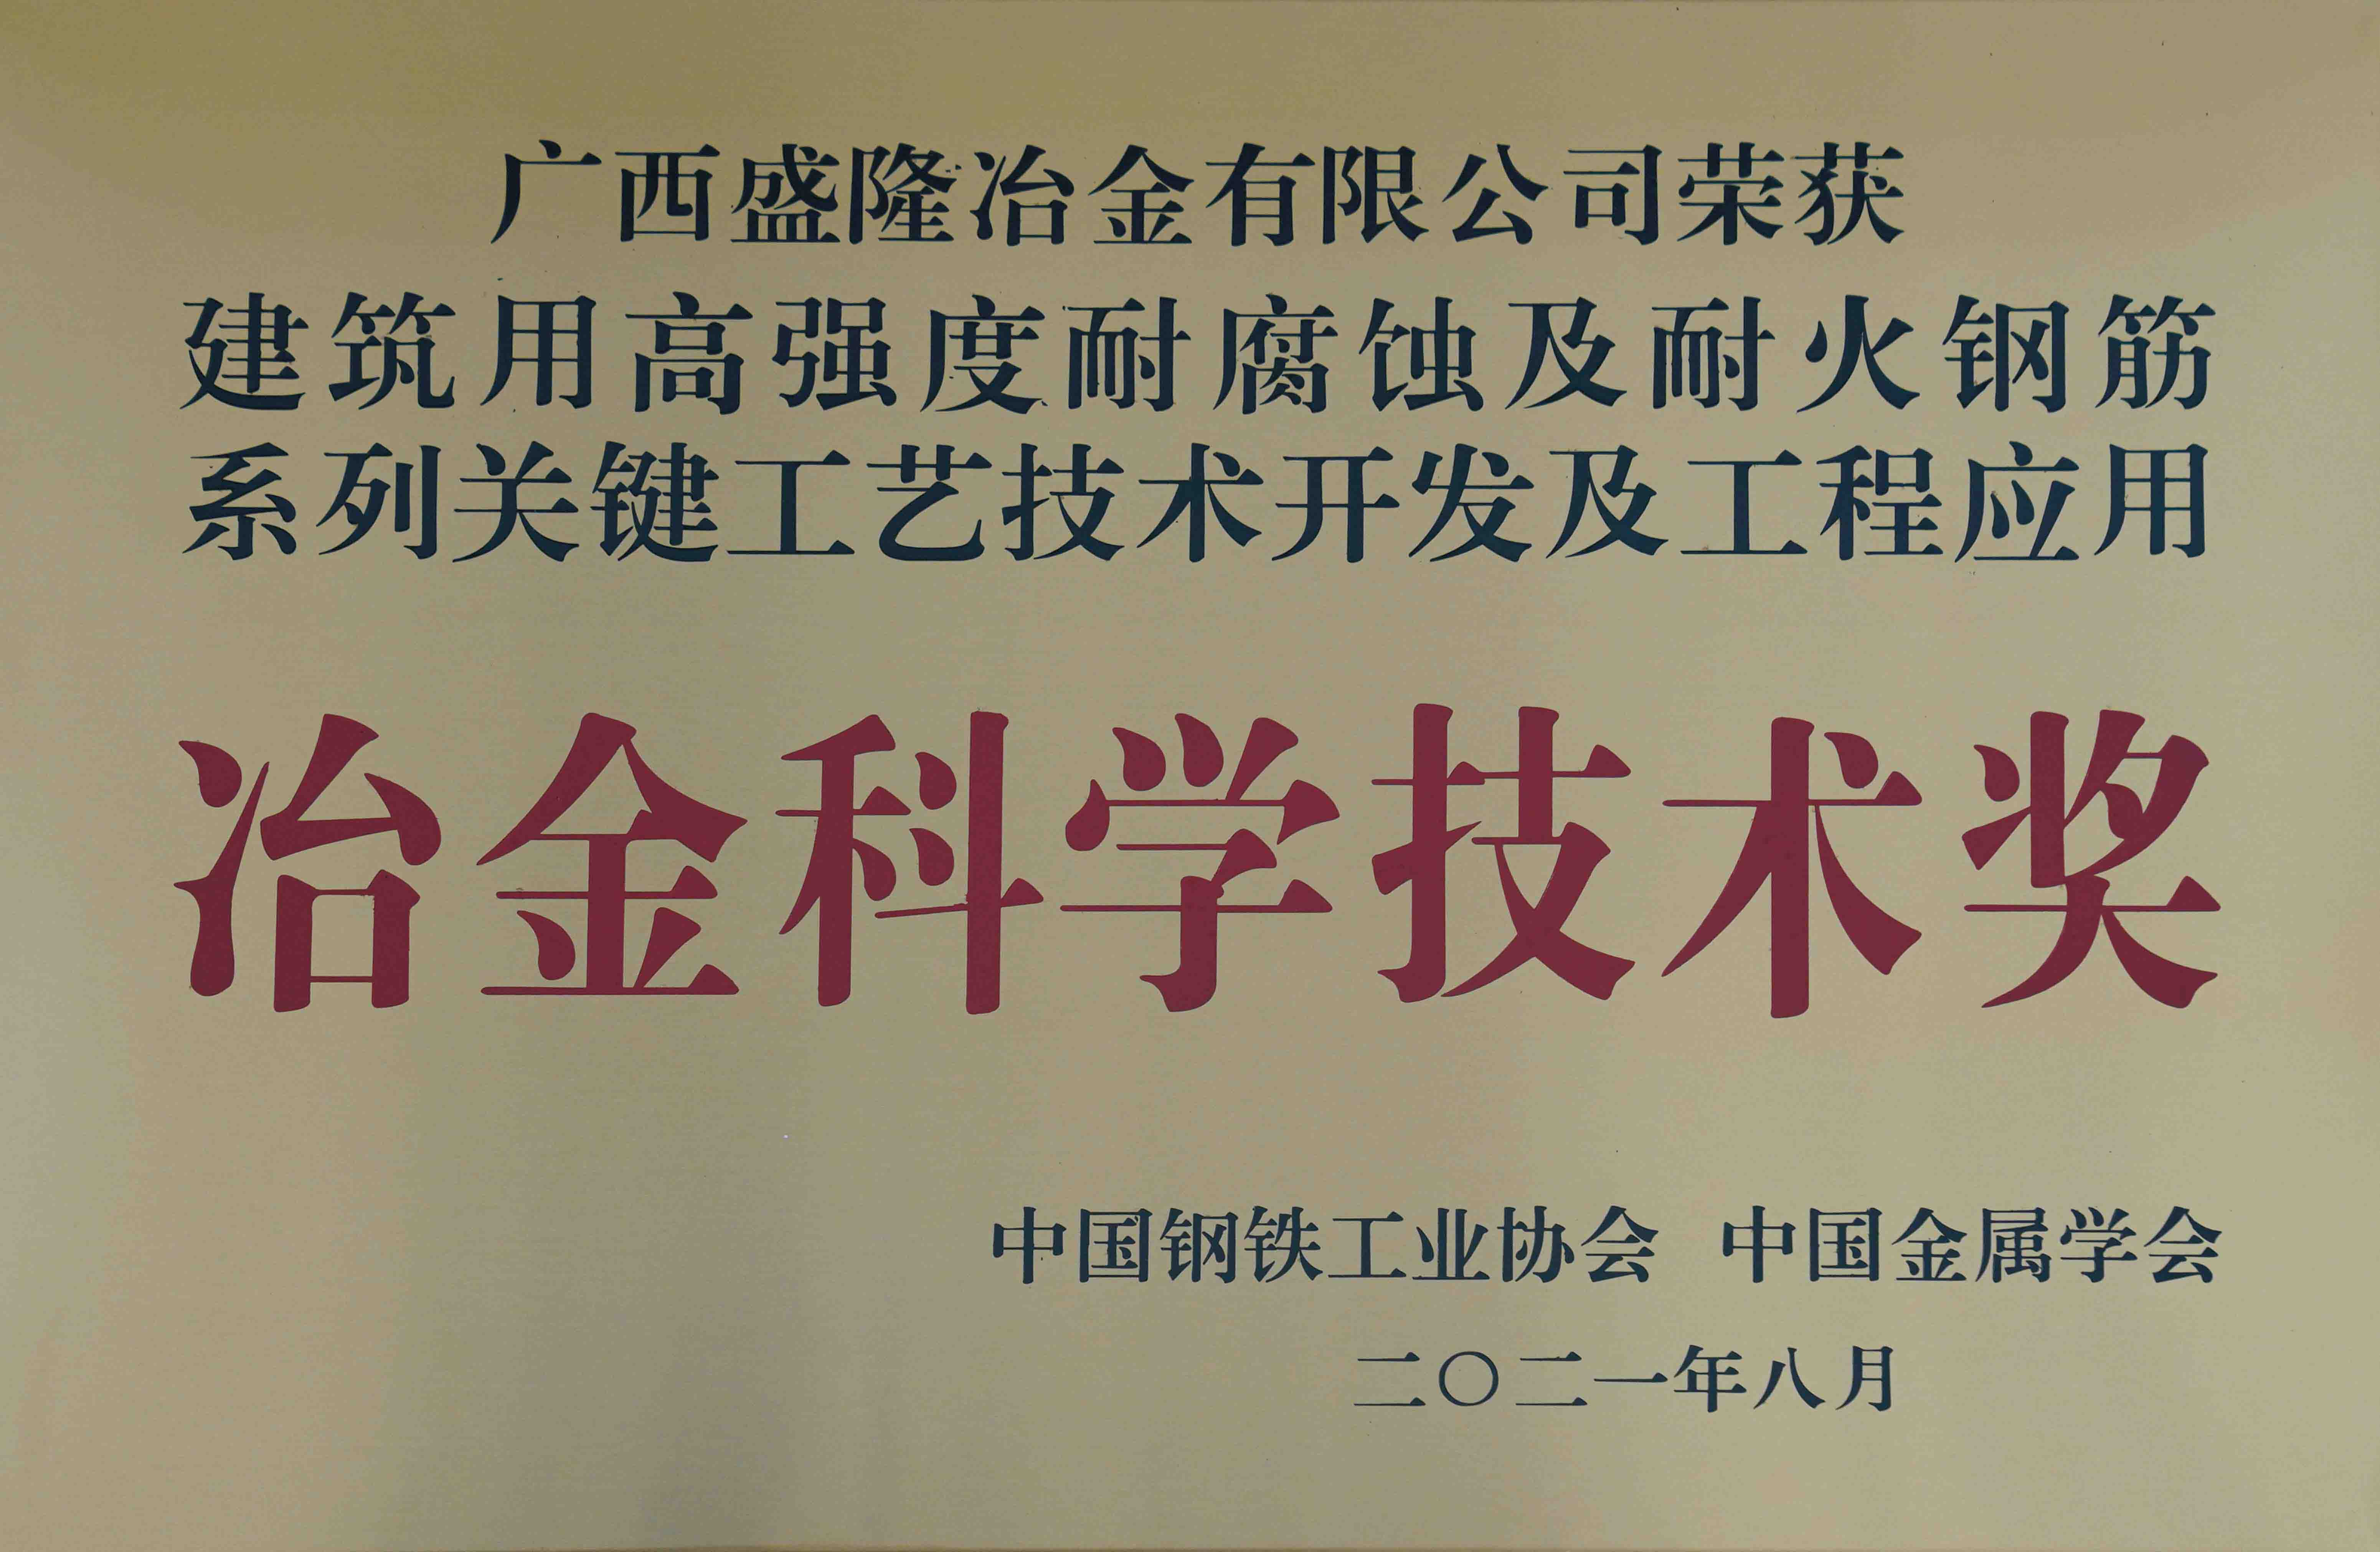 广西盛隆冶金有限公司荣获
建筑用高强度耐腐蚀及耐火钢筋
系列关键工艺技术开发及工程应用
冶金科学技术奖
中国钢铁工业协会 中国金属学会
二〇二一年八月